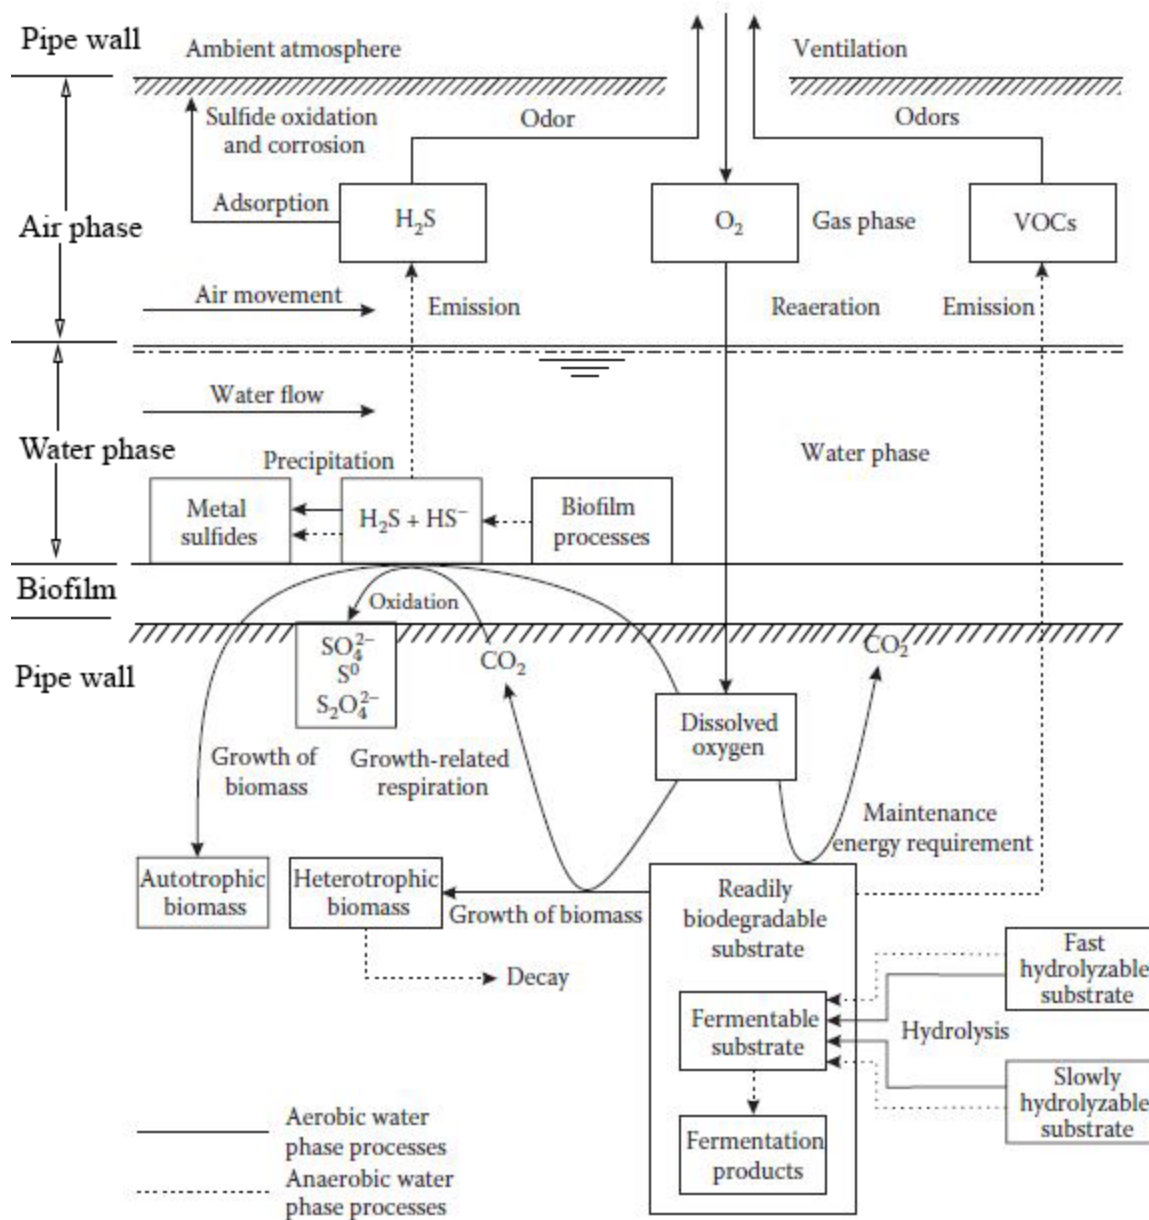 Pipe wall
Ambient atmosphere
Ventilation
Sulfide oxidation
and corrosion
Odor
Odors
Adsorption
H₂S
O₂
Gas phase
VOCs
Air phase
Air movement
Emission
Reaeration
Emission
Water flow
Water phase
Water phase
Precipitation
Metal
sulfides
H₂S + HS⁻
Biofilm
processes
Biofilm
Oxidation
Pipe wall
SO₄²⁻
S⁰
S₂O₄²⁻
CO₂
CO₂
Dissolved
oxygen
Growth of
biomass
Growth-related
respiration
Maintenance
energy requirement
Autotrophic
biomass
Heterotrophic
biomass
Growth of biomass
Readily
biodegradable
substrate
Decay
Fast
hydrolyzable
substrate
Fermentable
substrate
Hydrolysis
Slowly
hydrolyzable
substrate
Fermentation
products
Aerobic water
phase processes
Anaerobic water
phase processes